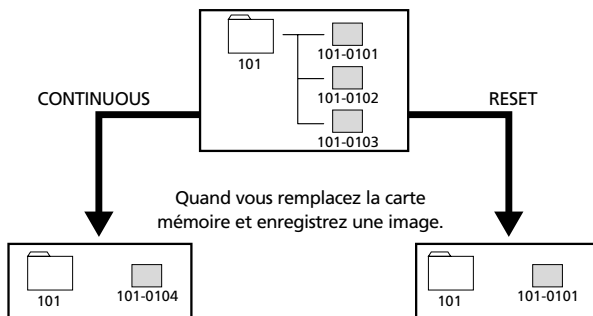 101
101-0101
101-0102
101-0103
CONTINUOUS
RESET
Quand vous remplacez la carte
mémoire et enregistrez une image.
101
101-0104
101
101-0101